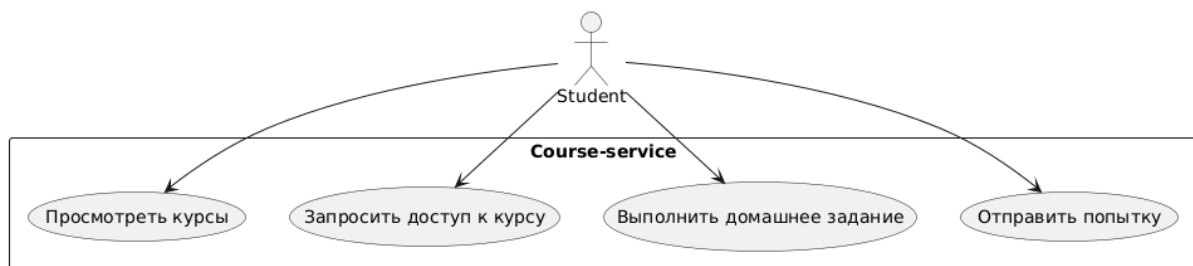 Student
Course-service
Просмотреть курсы
Запросить доступ к курсу
Выполнить домашнее задание
Отправить попытку